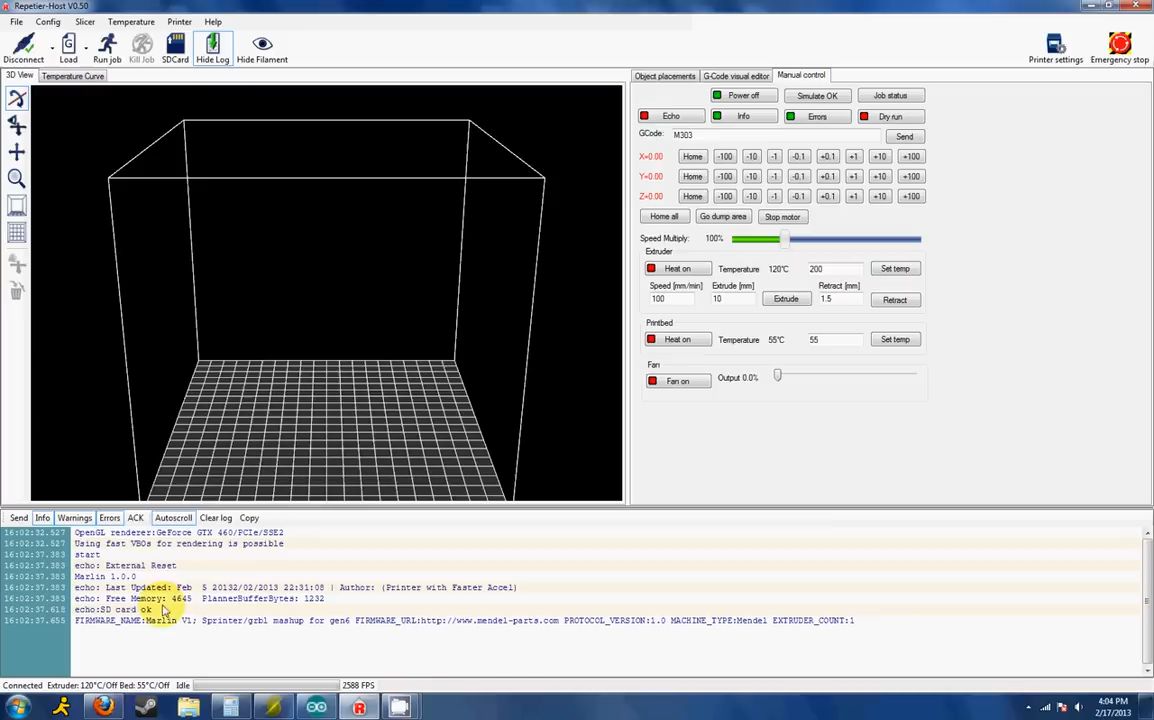 Repetier-Host V0.50
File Config Slicer Temperature Printer Help
Disconnect Load Run job Kill Job SDCard Hide Log Hide Filament Printer settings Emergency stop
3D View Temperature Curve
Object placements G-Code visual editor Manual control
Power off Simulate OK Job status
Echo Info Errors Dry run
GCode: M303 Send
X=0.00 Home -100 -10 -1 -0.1 +0.1 +1 +10 +100
Y=0.00 Home -100 -10 -1 -0.1 +0.1 +1 +10 +100
Z=0.00 Home -100 -10 -1 -0.1 +0.1 +1 +10 +100
Home all Go dump area Stop motor
Speed Multiply: 100%
Extruder
Heat on Temperature 120°C 200 Set temp
Speed [mm/min] Extrude [mm] Retract [mm]
100 10 Extrude 1.5 Retract
Printbed
Heat on Temperature 55°C 55 Set temp
Fan
Fan on Output 0.0%
Send Info Warnings Errors ACK Autoscroll Clear log Copy
16:02:32.527 OpenGL renderer:GeForce GTX 460/PCIe/SSE2
16:02:32.527 Using fast VBOs for rendering is possible
16:02:37.383 start
16:02:37.383 echo: External Reset
16:02:37.383 Marlin 1.0.0
16:02:37.383 echo: Last Updated: Feb 5 20132/02/2013 22:31:08 | Author: (Printer with Faster Accel)
16:02:37.383 echo: Free Memory: 4645 PlannerBufferBytes: 1232
16:02:37.618 echo:SD card ok
16:02:37.655 FIRMWARE_NAME:Marlin V1; Sprinter/grbl mashup for gen6 FIRMWARE_URL:http://www.mendel-parts.com PROTOCOL_VERSION:1.0 MACHINE_TYPE:Mendel EXTRUDER_COUNT:1
Connected Extruder: 120°C/Off Bed: 55°C/Off Idle 2588 FPS
4:04 PM
2/17/2013